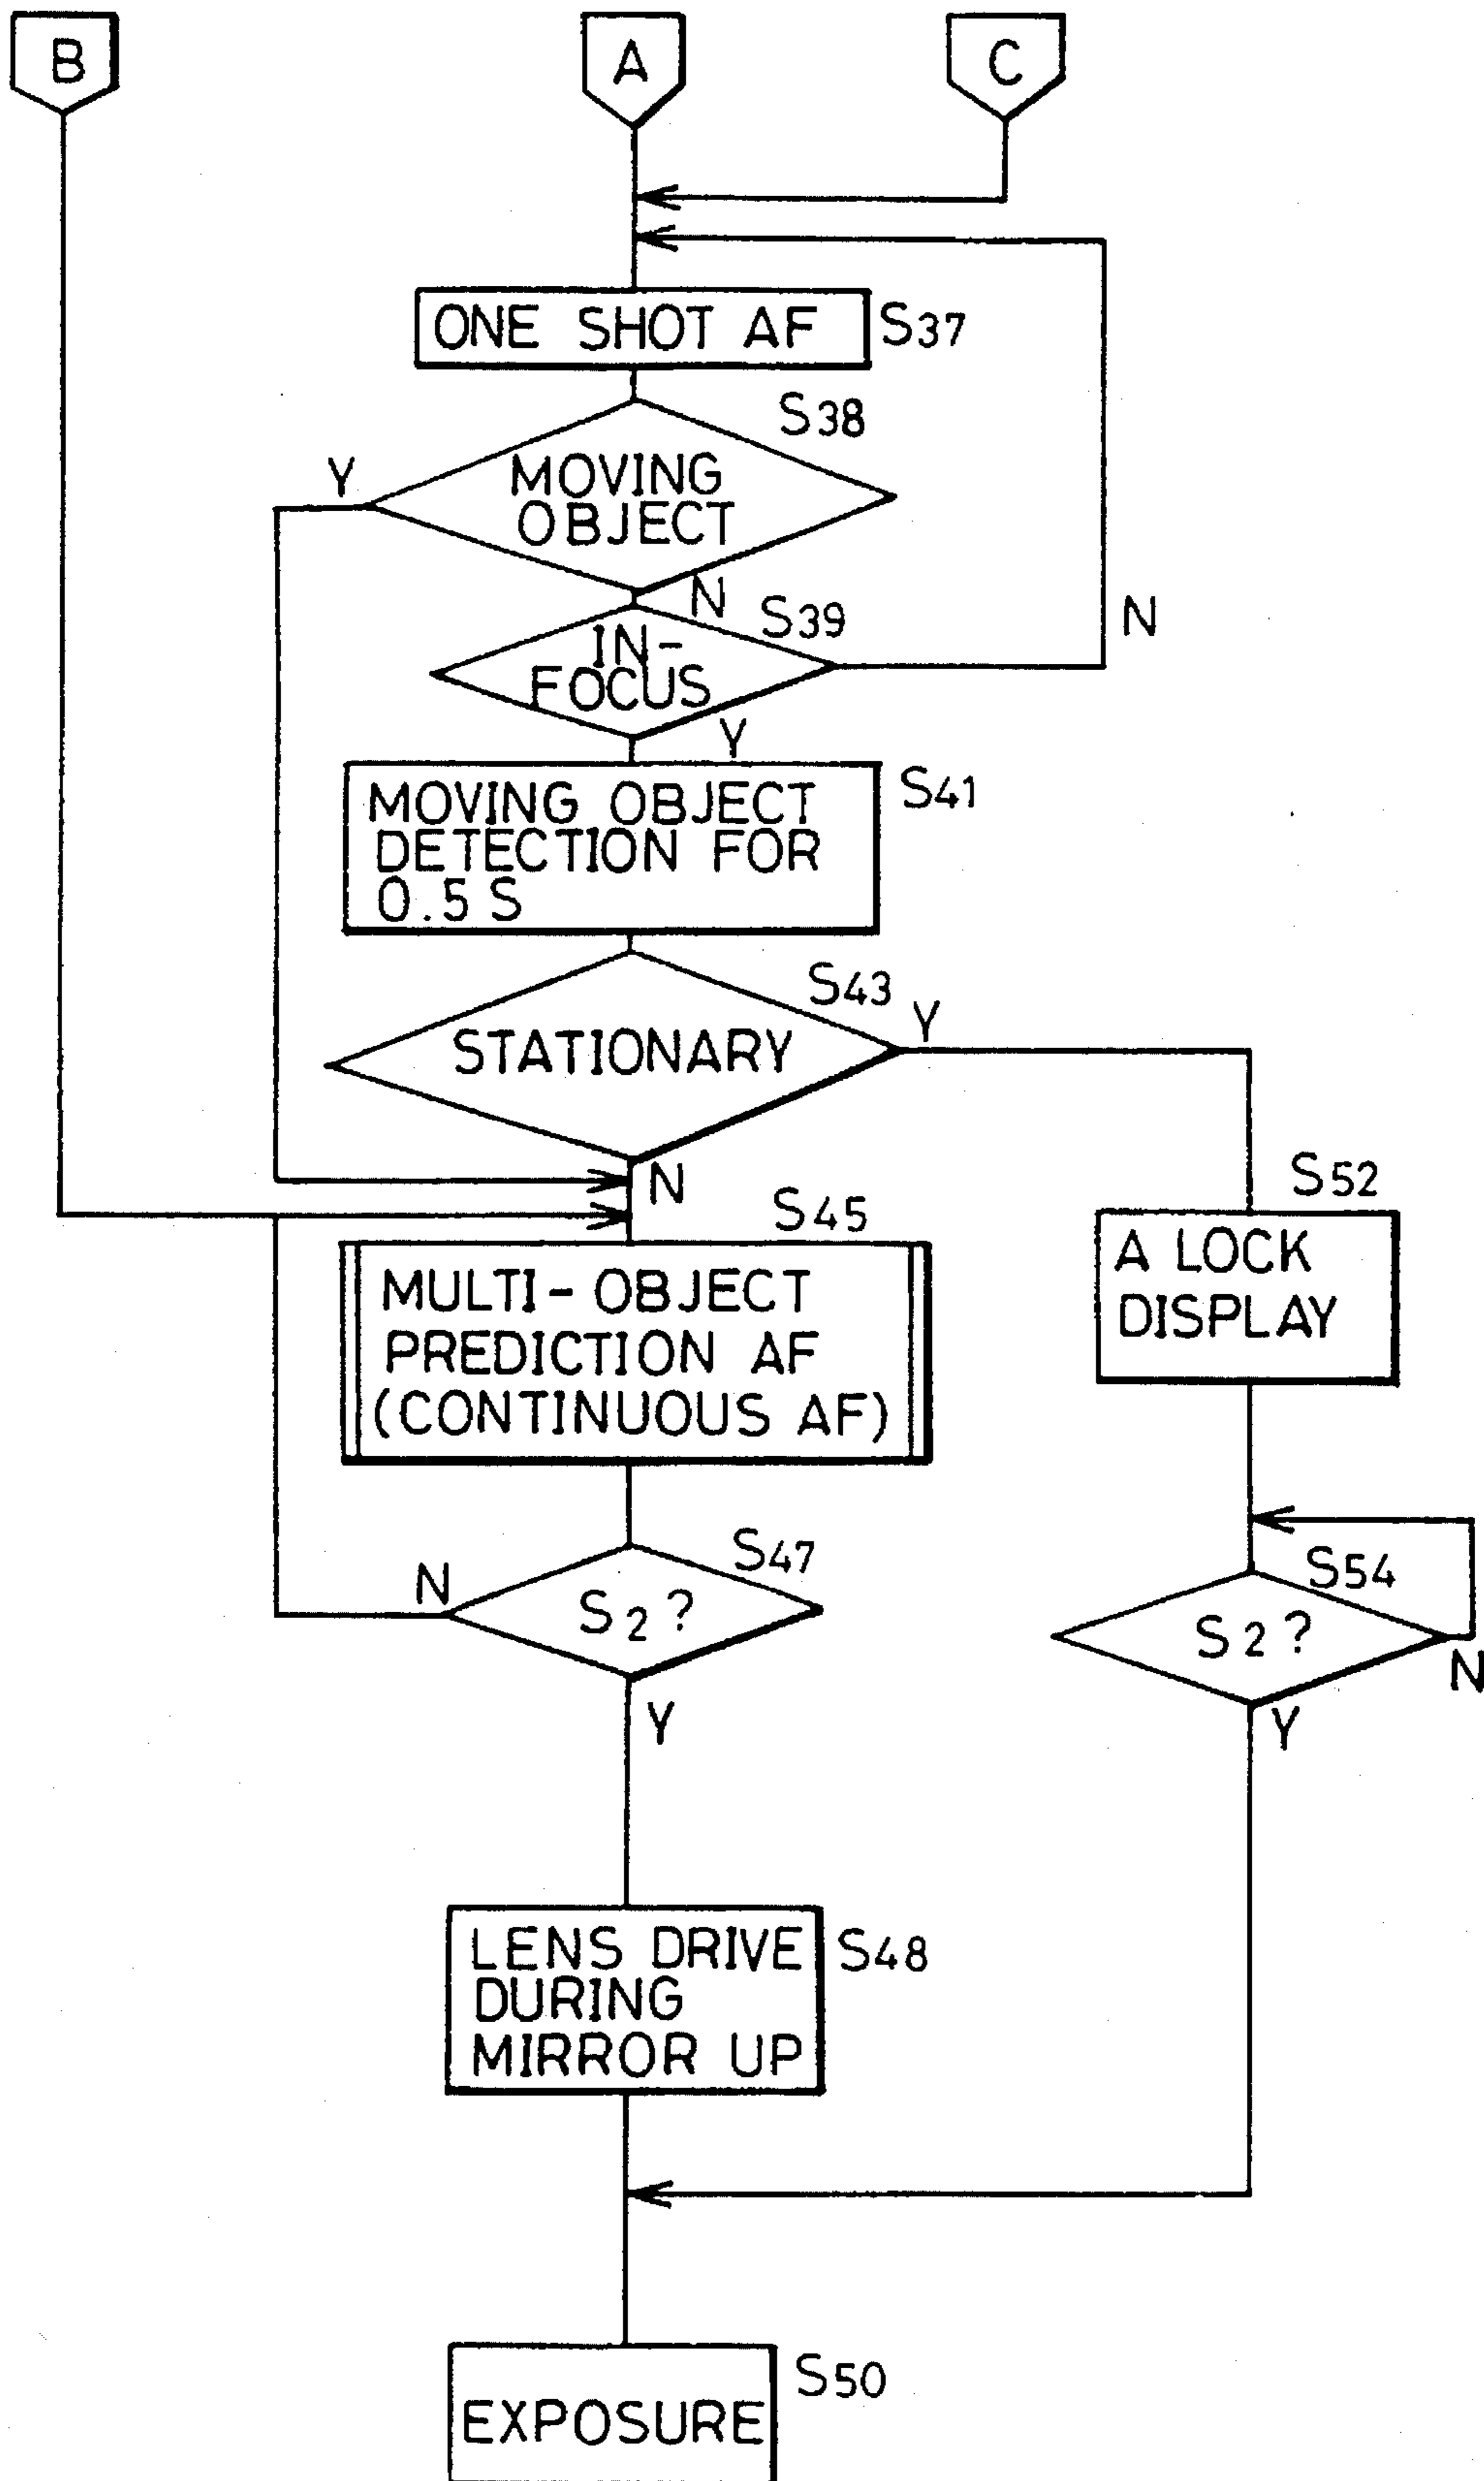 B
A
C
ONE SHOT AF
S37
S38
Y
MOVING
OBJECT
N
S39
N
IN-
FOCUS
Y
S41
MOVING OBJECT
DETECTION FOR
0.5 S
S43
Y
STATIONARY
N
S52
S45
A LOCK
DISPLAY
MULTI-OBJECT
PREDICTION AF
(CONTINUOUS AF)
S47
N
S2?
S54
S2?
N
Y
Y
LENS DRIVE
DURING
MIRROR UP
S48
S50
EXPOSURE